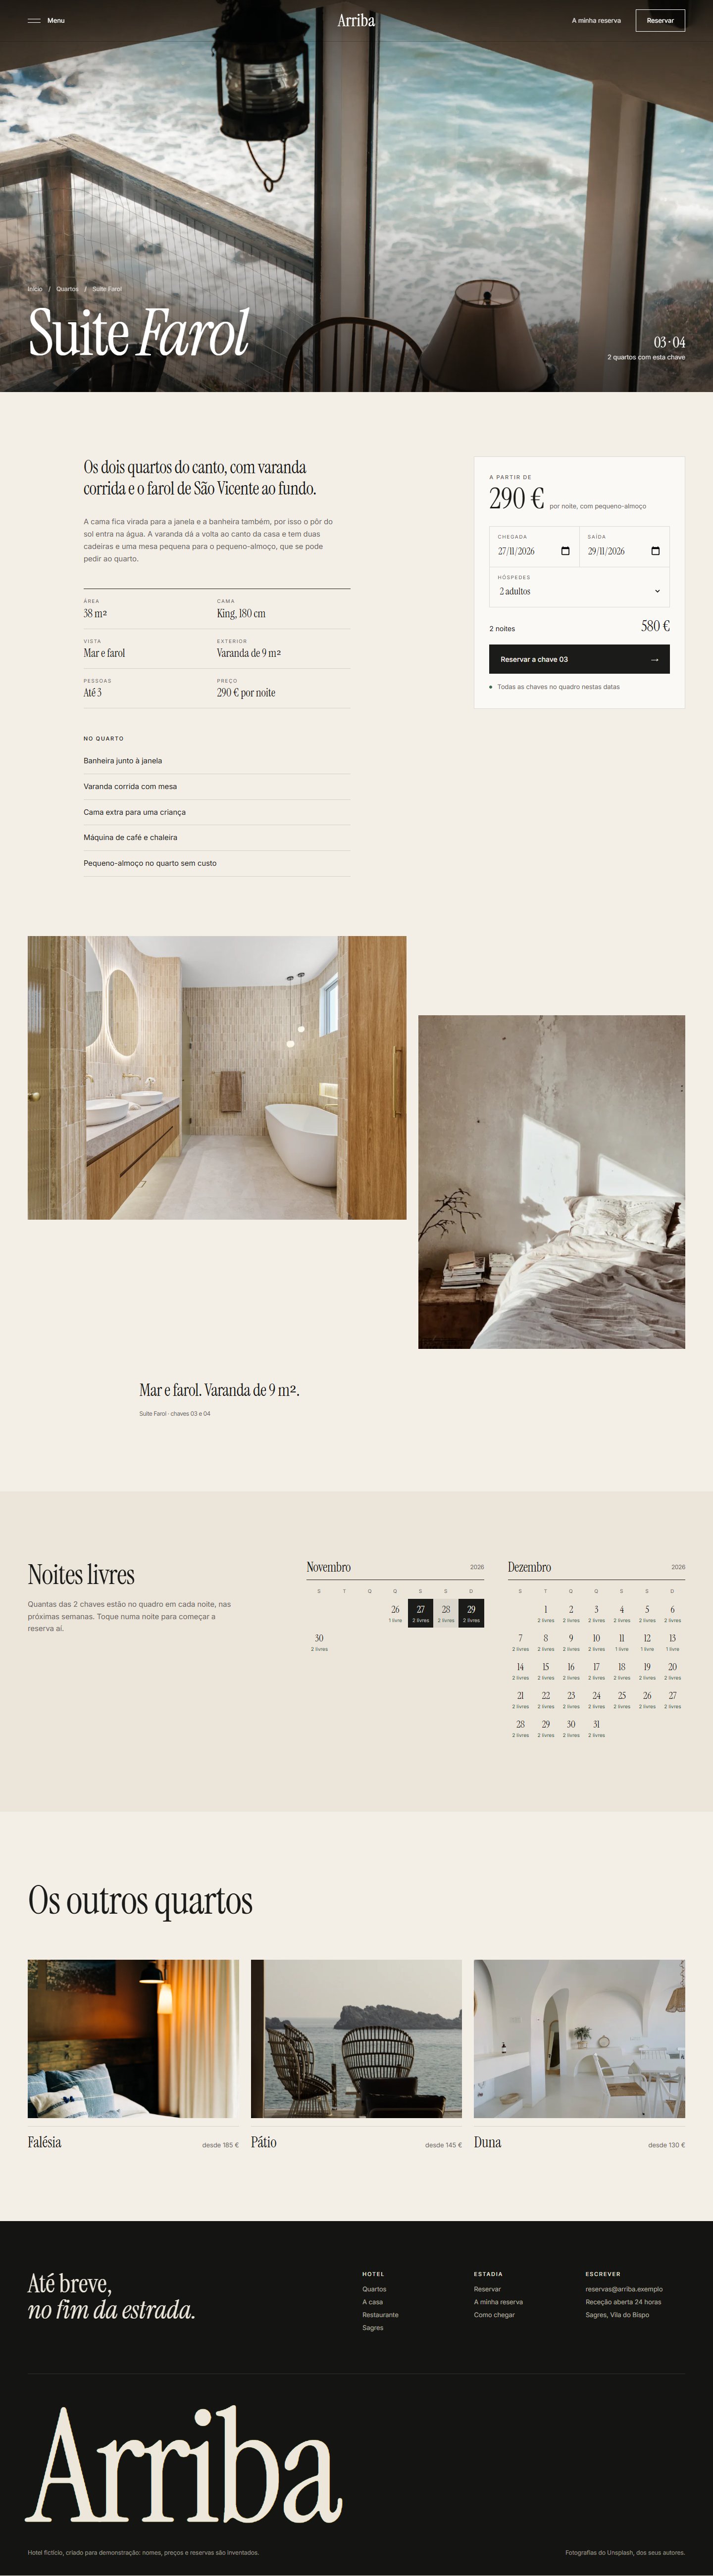 Menu
Arriba
A minha reserva
Reservar
Início / Quartos / Suite Farol
Suite Farol
03 · 04
2 quartos com esta chave
Os dois quartos do canto, com varanda
corrida e o farol de São Vicente ao fundo.
A cama fica virada para a janela e a banheira também, por isso o pôr do
sol entra na água. A varanda dá a volta ao canto da casa e tem duas
cadeiras e uma mesa pequena para o pequeno-almoço, que se pode
pedir ao quarto.
ÁREA
38 m²
CAMA
King, 180 cm
VISTA
Mar e farol
EXTERIOR
Varanda de 9 m²
PESSOAS
Até 3
PREÇO
290 € por noite
NO QUARTO
Banheira junto à janela
Varanda corrida com mesa
Cama extra para uma criança
Máquina de café e chaleira
Pequeno-almoço no quarto sem custo
A PARTIR DE
290 € por noite, com pequeno-almoço
CHEGADA
27/11/2026
SAÍDA
29/11/2026
HÓSPEDES
2 adultos
2 noites
580 €
Reservar a chave 03 →
Todas as chaves no quadro nestas datas
Mar e farol. Varanda de 9 m².
Suite Farol · chaves 03 e 04
Noites livres
Quantas das 2 chaves estão no quadro em cada noite, nas
próximas semanas. Toque numa noite para começar a
reserva aí.
Novembro 2026
S T Q Q S S D
26 27 28 29
1 livre 2 livres 2 livres 2 livres
30
2 livres
Dezembro 2026
S T Q Q S S D
1 2 3 4 5 6
2 livres 2 livres 2 livres 2 livres 2 livres 2 livres
7 8 9 10 11 12 13
2 livres 2 livres 2 livres 2 livres 1 livre 1 livre 1 livre
14 15 16 17 18 19 20
2 livres 2 livres 2 livres 2 livres 2 livres 2 livres 2 livres
21 22 23 24 25 26 27
2 livres 2 livres 2 livres 2 livres 2 livres 2 livres 2 livres
28 29 30 31
2 livres 2 livres 2 livres 2 livres
Os outros quartos
Falésia
desde 185 €
Pátio
desde 145 €
Duna
desde 130 €
Até breve,
no fim da estrada.
HOTEL
Quartos
A casa
Restaurante
Sagres
ESTADIA
Reservar
A minha reserva
Como chegar
ESCREVER
reservas@arriba.exemplo
Receção aberta 24 horas
Sagres, Vila do Bispo
Arriba
Hotel fictício, criado para demonstração: nomes, preços e reservas são inventados.
Fotografias do Unsplash, dos seus autores.